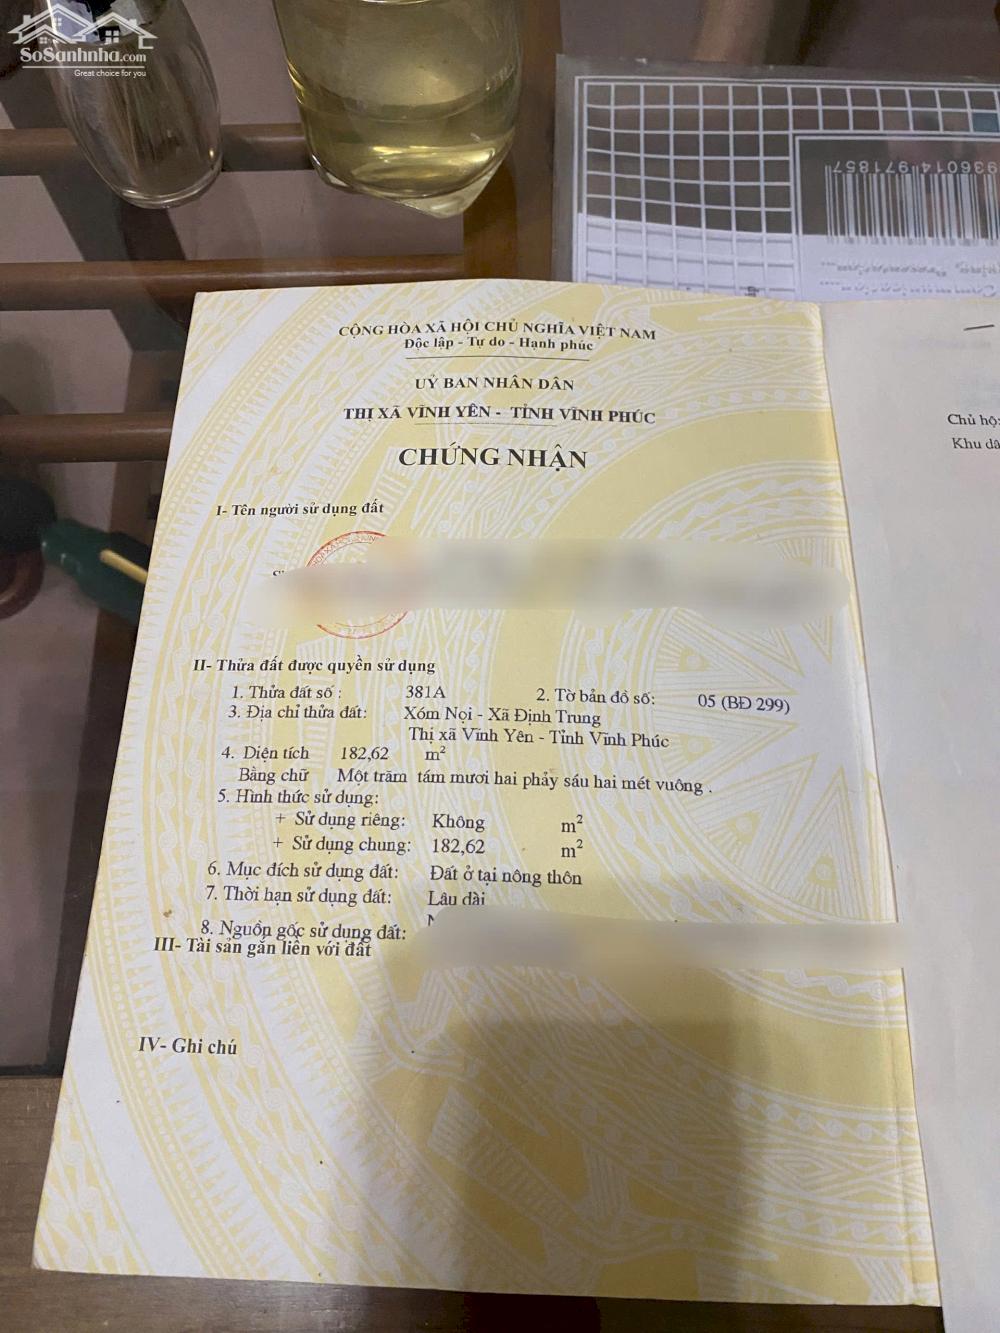 SoSanhnha.com
Great choice for you
936014971857
CỘNG HÒA XÃ HỘI CHỦ NGHĨA VIỆT NAM
Độc lập - Tự do - Hạnh phúc
UỶ BAN NHÂN DÂN
THỊ XÃ VĨNH YÊN - TỈNH VĨNH PHÚC
CHỨNG NHẬN
I- Tên người sử dụng đất
II- Thửa đất được quyền sử dụng
1. Thửa đất số : 381A 2. Tờ bản đồ số: 05 (BĐ 299)
3. Địa chỉ thửa đất: Xóm Nọi - Xã Định Trung
Thị xã Vĩnh Yên - Tỉnh Vĩnh Phúc
4. Diện tích 182,62 m²
Bằng chữ Một trăm tám mươi hai phảy sáu hai mét vuông .
5. Hình thức sử dụng:
+ Sử dụng riêng: Không m²
+ Sử dụng chung: 182,62 m²
6. Mục đích sử dụng đất: Đất ở tại nông thôn
7. Thời hạn sử dụng đất: Lâu dài
8. Nguồn gốc sử dụng đất:
III- Tài sản gắn liền với đất
IV- Ghi chú
Chủ hộ:
Khu dâ